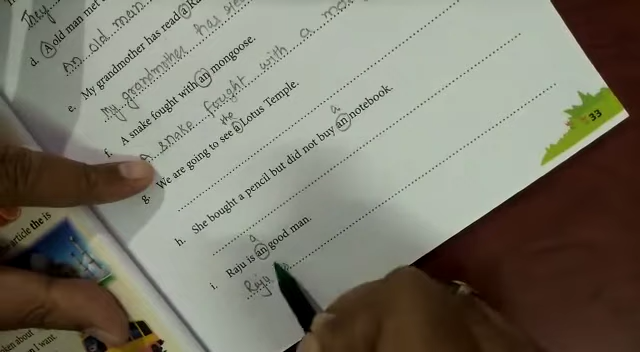 They
d. A old man met
An old man
e. My grandmother has read a
My grandmother has
f. A snake fought with an mongoose.
A snake fought with a
the
g. We are going to see a Lotus Temple.
a
h. She bought a pencil but did not buy an notebook.
a
i. Raju is an good man.
Raju
33
article the is